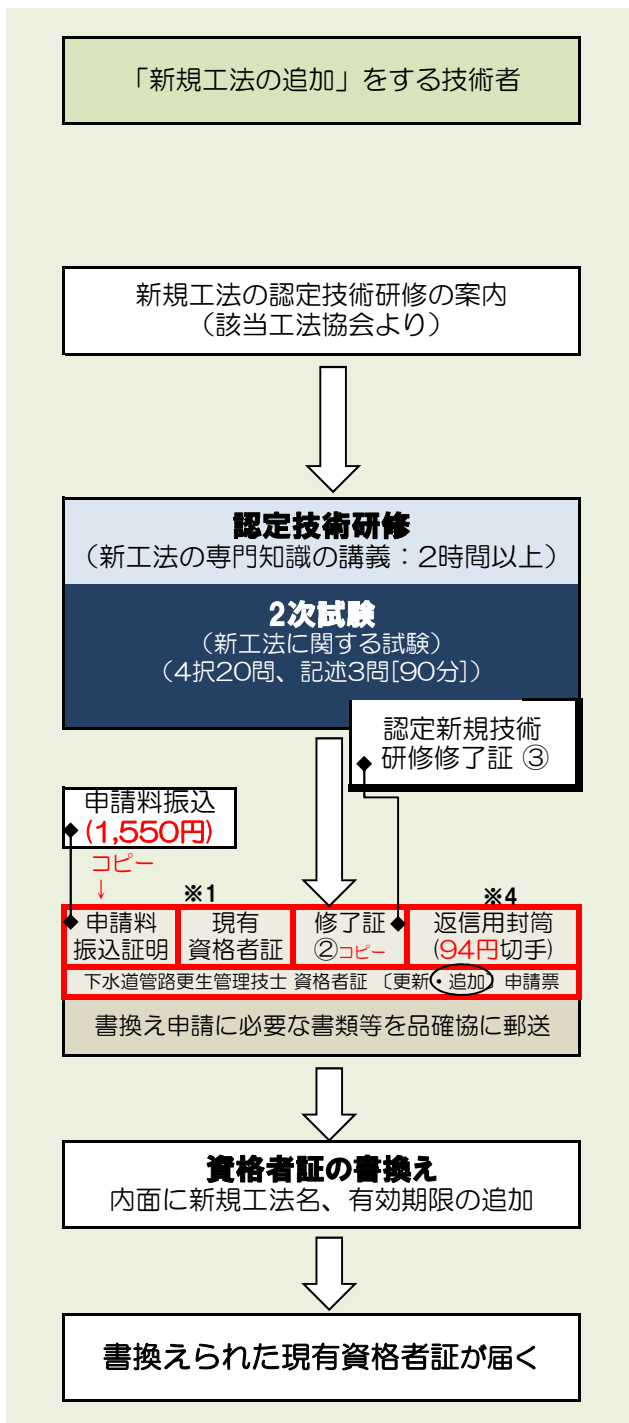 「新規工法の追加」をする技術者
新規工法の認定技術研修の案内
（該当工法協会より）
認定技術研修
（新工法の専門知識の講義：2時間以上）
2次試験
（新工法に関する試験）
（4択20問、記述3問[90分]）
認定新規技術
研修修了証 ③
申請料振込
(1,550円)
コピー
↓
※1
※4
申請料
振込証明
現有
資格者証
修了証
②コピー
返信用封筒
(94円切手)
下水道管路更生管理技士 資格者証 〔更新・追加〕申請票
書換え申請に必要な書類等を品確協に郵送
資格者証の書換え
内面に新規工法名、有効期限の追加
書換えられた現有資格者証が届く